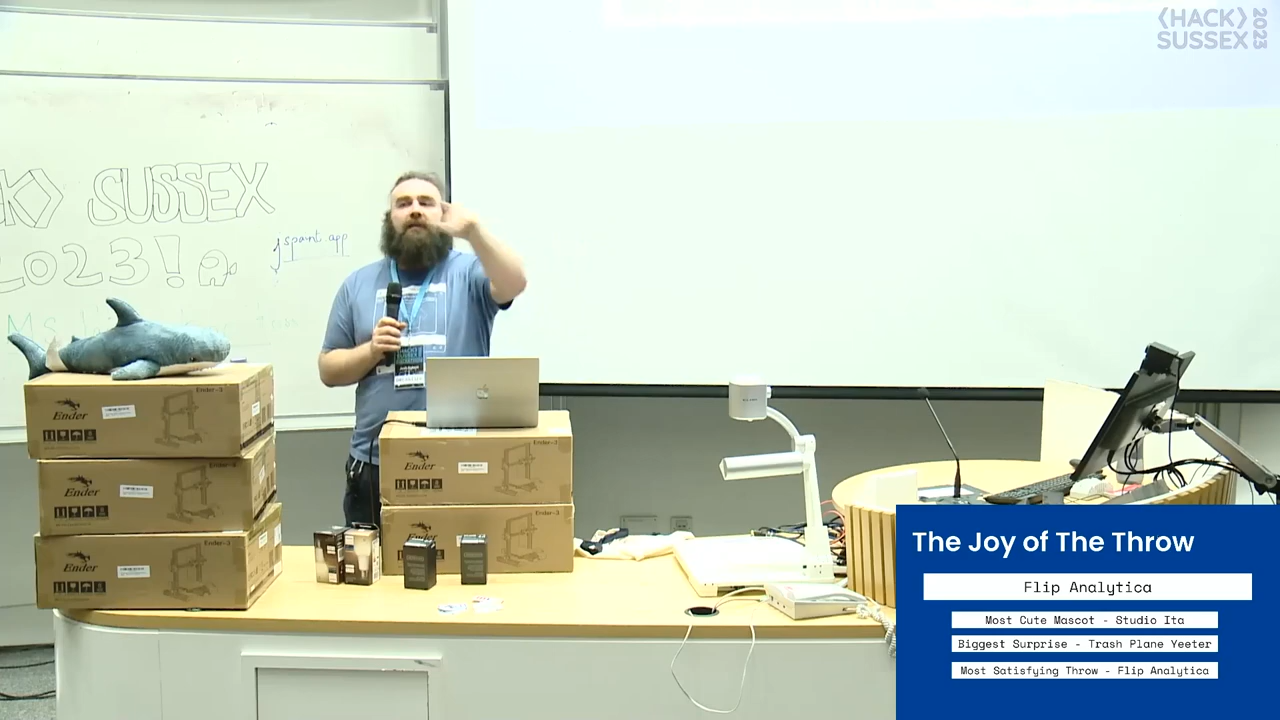 ⟨HACK⟩
SUSSEX
2023
K⟩ SUSSEX
2023!
jspaint.app
Ender-3
Ender
Ender-3
Ender
Ender-3
Ender
Ender-3
Ender
Ender-3
Ender
HACK
SUSSEX
The Joy of The Throw
Flip Analytica
Most Cute Mascot - Studio Ita
Biggest Surprise - Trash Plane Yeeter
Most Satisfying Throw - Flip Analytica